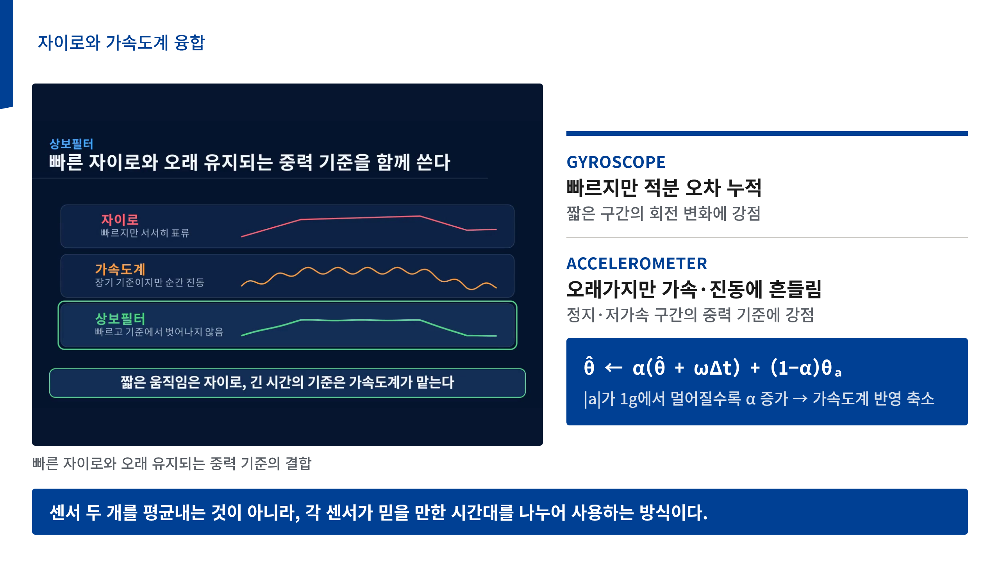 자이로와 가속도계 융합
상보필터
빠른 자이로와 오래 유지되는 중력 기준을 함께 쓴다
자이로
빠르지만 서서히 표류
가속도계
장기 기준이지만 순간 진동
상보필터
빠르고 기준에서 벗어나지 않음
짧은 움직임은 자이로, 긴 시간의 기준은 가속도계가 맡는다
빠른 자이로와 오래 유지되는 중력 기준의 결합
GYROSCOPE
빠르지만 적분 오차 누적
짧은 구간의 회전 변화에 강점
ACCELEROMETER
오래가지만 가속·진동에 흔들림
정지·저가속 구간의 중력 기준에 강점
θ̂ ← α(θ̂ + ωΔt) + (1−α)θₐ
|a|가 1g에서 멀어질수록 α 증가 → 가속도계 반영 축소
센서 두 개를 평균내는 것이 아니라, 각 센서가 믿을 만한 시간대를 나누어 사용하는 방식이다.